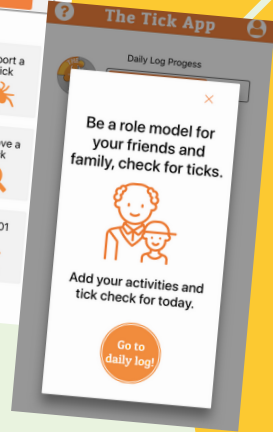 ?
The Tick App
Daily Log Progess
×
Be a role model for
your friends and
family, check for ticks.
Add your activities and
tick check for today.
Go to
daily log!
port a
ick
ve a
k
01